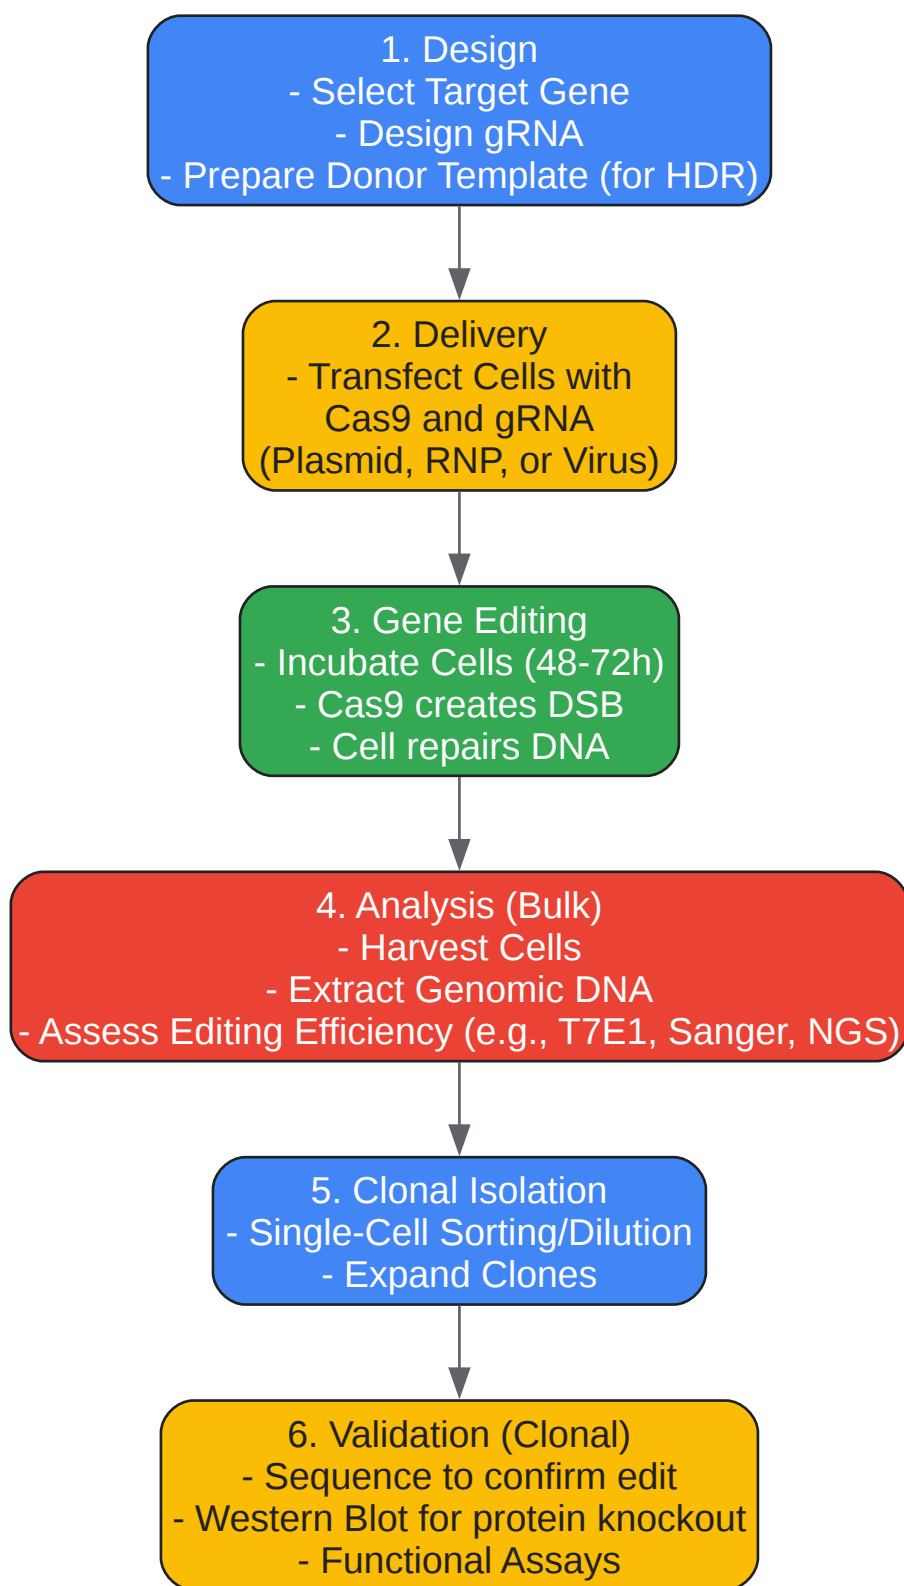 1. Design
- Select Target Gene
- Design gRNA
- Prepare Donor Template (for HDR)
2. Delivery
- Transfect Cells with
Cas9 and gRNA
(Plasmid, RNP, or Virus)
3. Gene Editing
- Incubate Cells (48-72h)
- Cas9 creates DSB
- Cell repairs DNA
4. Analysis (Bulk)
- Harvest Cells
- Extract Genomic DNA
- Assess Editing Efficiency (e.g., T7E1, Sanger, NGS)
5. Clonal Isolation
- Single-Cell Sorting/Dilution
- Expand Clones
6. Validation (Clonal)
- Sequence to confirm edit
- Western Blot for protein knockout
- Functional Assays